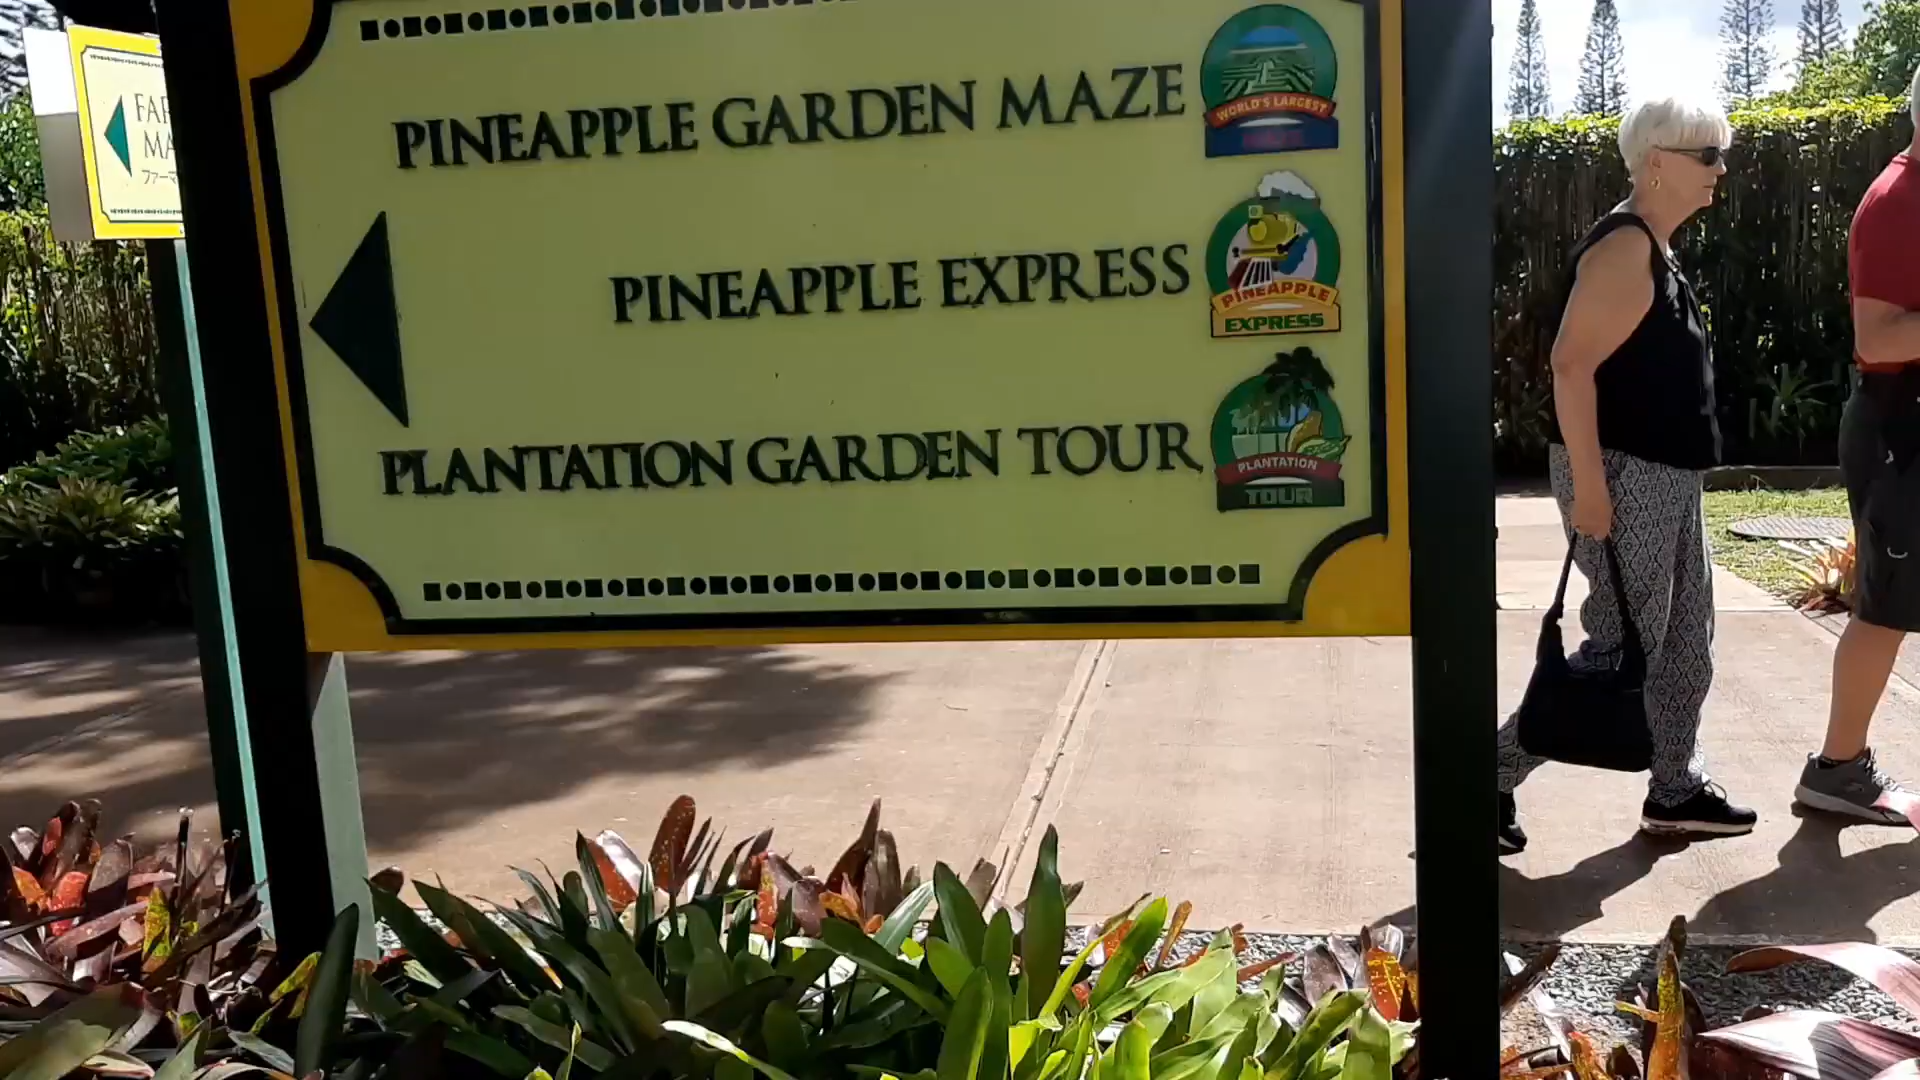 PINEAPPLE GARDEN MAZE
WORLD'S LARGEST
PINEAPPLE EXPRESS
PINEAPPLE
EXPRESS
PLANTATION GARDEN TOUR
PLANTATION
TOUR